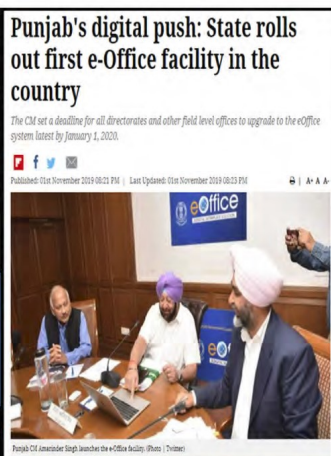 Punjab's digital push: State rolls
out first e-Office facility in the
country
The CM set a deadline for all directorates and other field level offices to upgrade to the eOffice
system latest by January 1, 2020.
Published: 01st November 2019 08:21 PM | Last Updated: 01st November 2019 08:23 PM
A+ A A-
eOffice
eOffice
Punjab CM Amarinder Singh launches the e-Office facility. (Photo | Twitter)